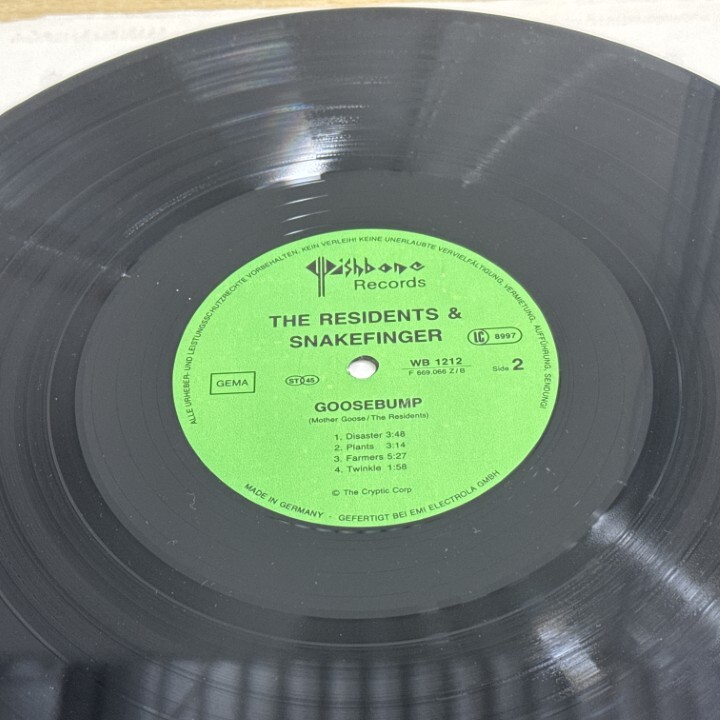 ALLE URHEBER- UND LEISTUNGSSCHUTZRECHTE VORBEHALTEN. KEIN VERLEIH! KEINE UNERLAUBTE VERVIELFÄLTIGUNG, VERMIETUNG, AUFFÜHRUNG, SENDUNG!
Wishbone
Records
THE RESIDENTS &
SNAKEFINGER
LC 8997
WB 1212
F 669.066 Z/B
Side 2
GEMA
ST 45
GOOSEBUMP
(Mother Goose/The Residents)
1. Disaster 3:48
2. Plants 3:14
3. Farmers 5:27
4. Twinkle 1:58
© The Cryptic Corp
MADE IN GERMANY · GEFERTIGT BEI EMI ELECTROLA GMBH